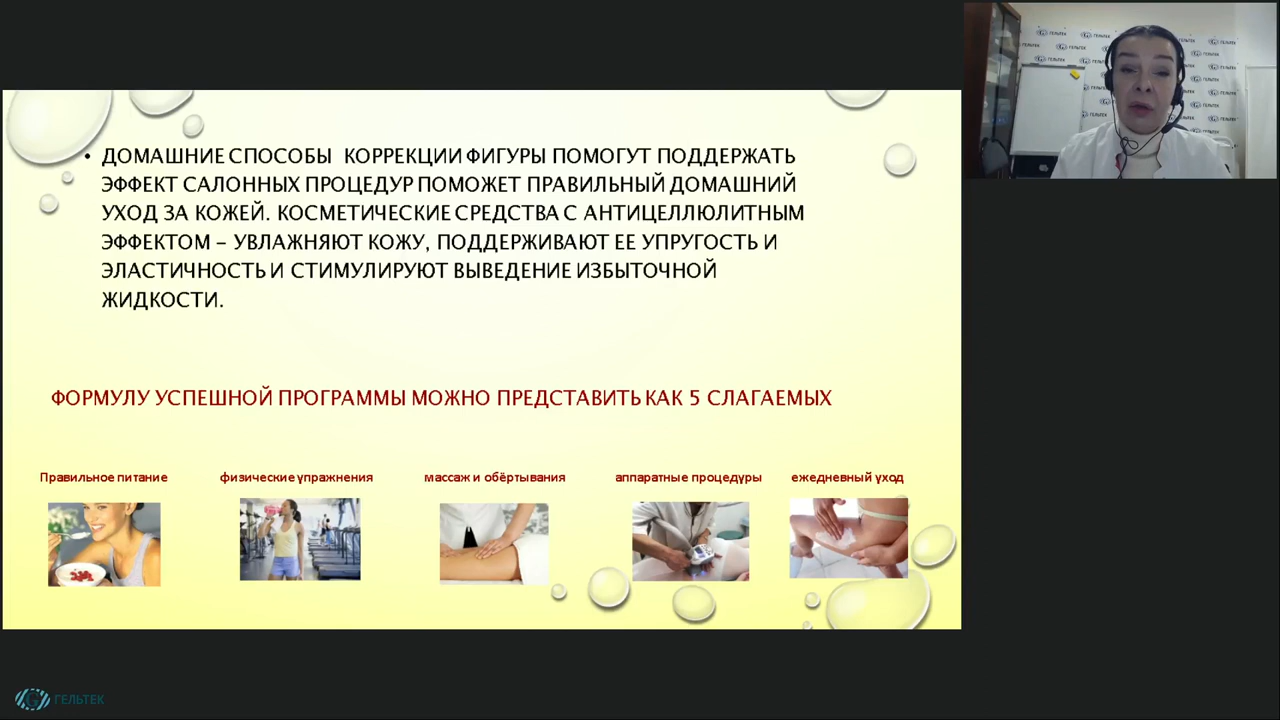 • ДОМАШНИЕ СПОСОБЫ КОРРЕКЦИИ ФИГУРЫ ПОМОГУТ ПОДДЕРЖАТЬ
ЭФФЕКТ САЛОННЫХ ПРОЦЕДУР ПОМОЖЕТ ПРАВИЛЬНЫЙ ДОМАШНИЙ
УХОД ЗА КОЖЕЙ. КОСМЕТИЧЕСКИЕ СРЕДСТВА С АНТИЦЕЛЛЮЛИТНЫМ
ЭФФЕКТОМ – УВЛАЖНЯЮТ КОЖУ, ПОДДЕРЖИВАЮТ ЕЕ УПРУГОСТЬ И
ЭЛАСТИЧНОСТЬ И СТИМУЛИРУЮТ ВЫВЕДЕНИЕ ИЗБЫТОЧНОЙ
ЖИДКОСТИ.
ФОРМУЛУ УСПЕШНОЙ ПРОГРАММЫ МОЖНО ПРЕДСТАВИТЬ КАК 5 СЛАГАЕМЫХ
Правильное питание
физические упражнения
массаж и обёртывания
аппаратные процедуры
ежедневный уход
ГЕЛЬТЕК